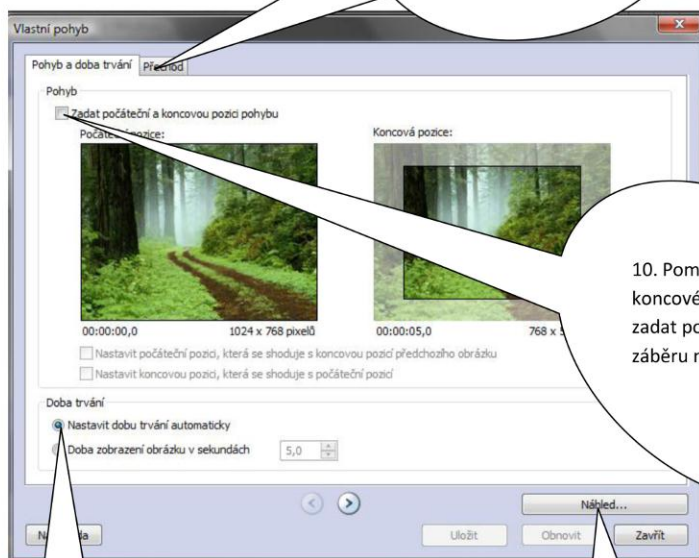 Vlastní pohyb
Pohyb a doba trvání Přechod
Pohyb
Zadat počáteční a koncovou pozici pohybu
Počáteční pozice: Koncová pozice:
00:00:00,0 1024 x 768 pixelů 00:00:05,0 768 x
Nastavit počáteční pozici, která se shoduje s koncovou pozicí předchozího obrázku
Nastavit koncovou pozici, která se shoduje s počáteční pozicí
Doba trvání
Nastavit dobu trvání automaticky
Doba zobrazení obrázku v sekundách 5,0
Náhled...
Uložit Obnovit Zavřít
10. Pom
koncové
zadat po
záběru n